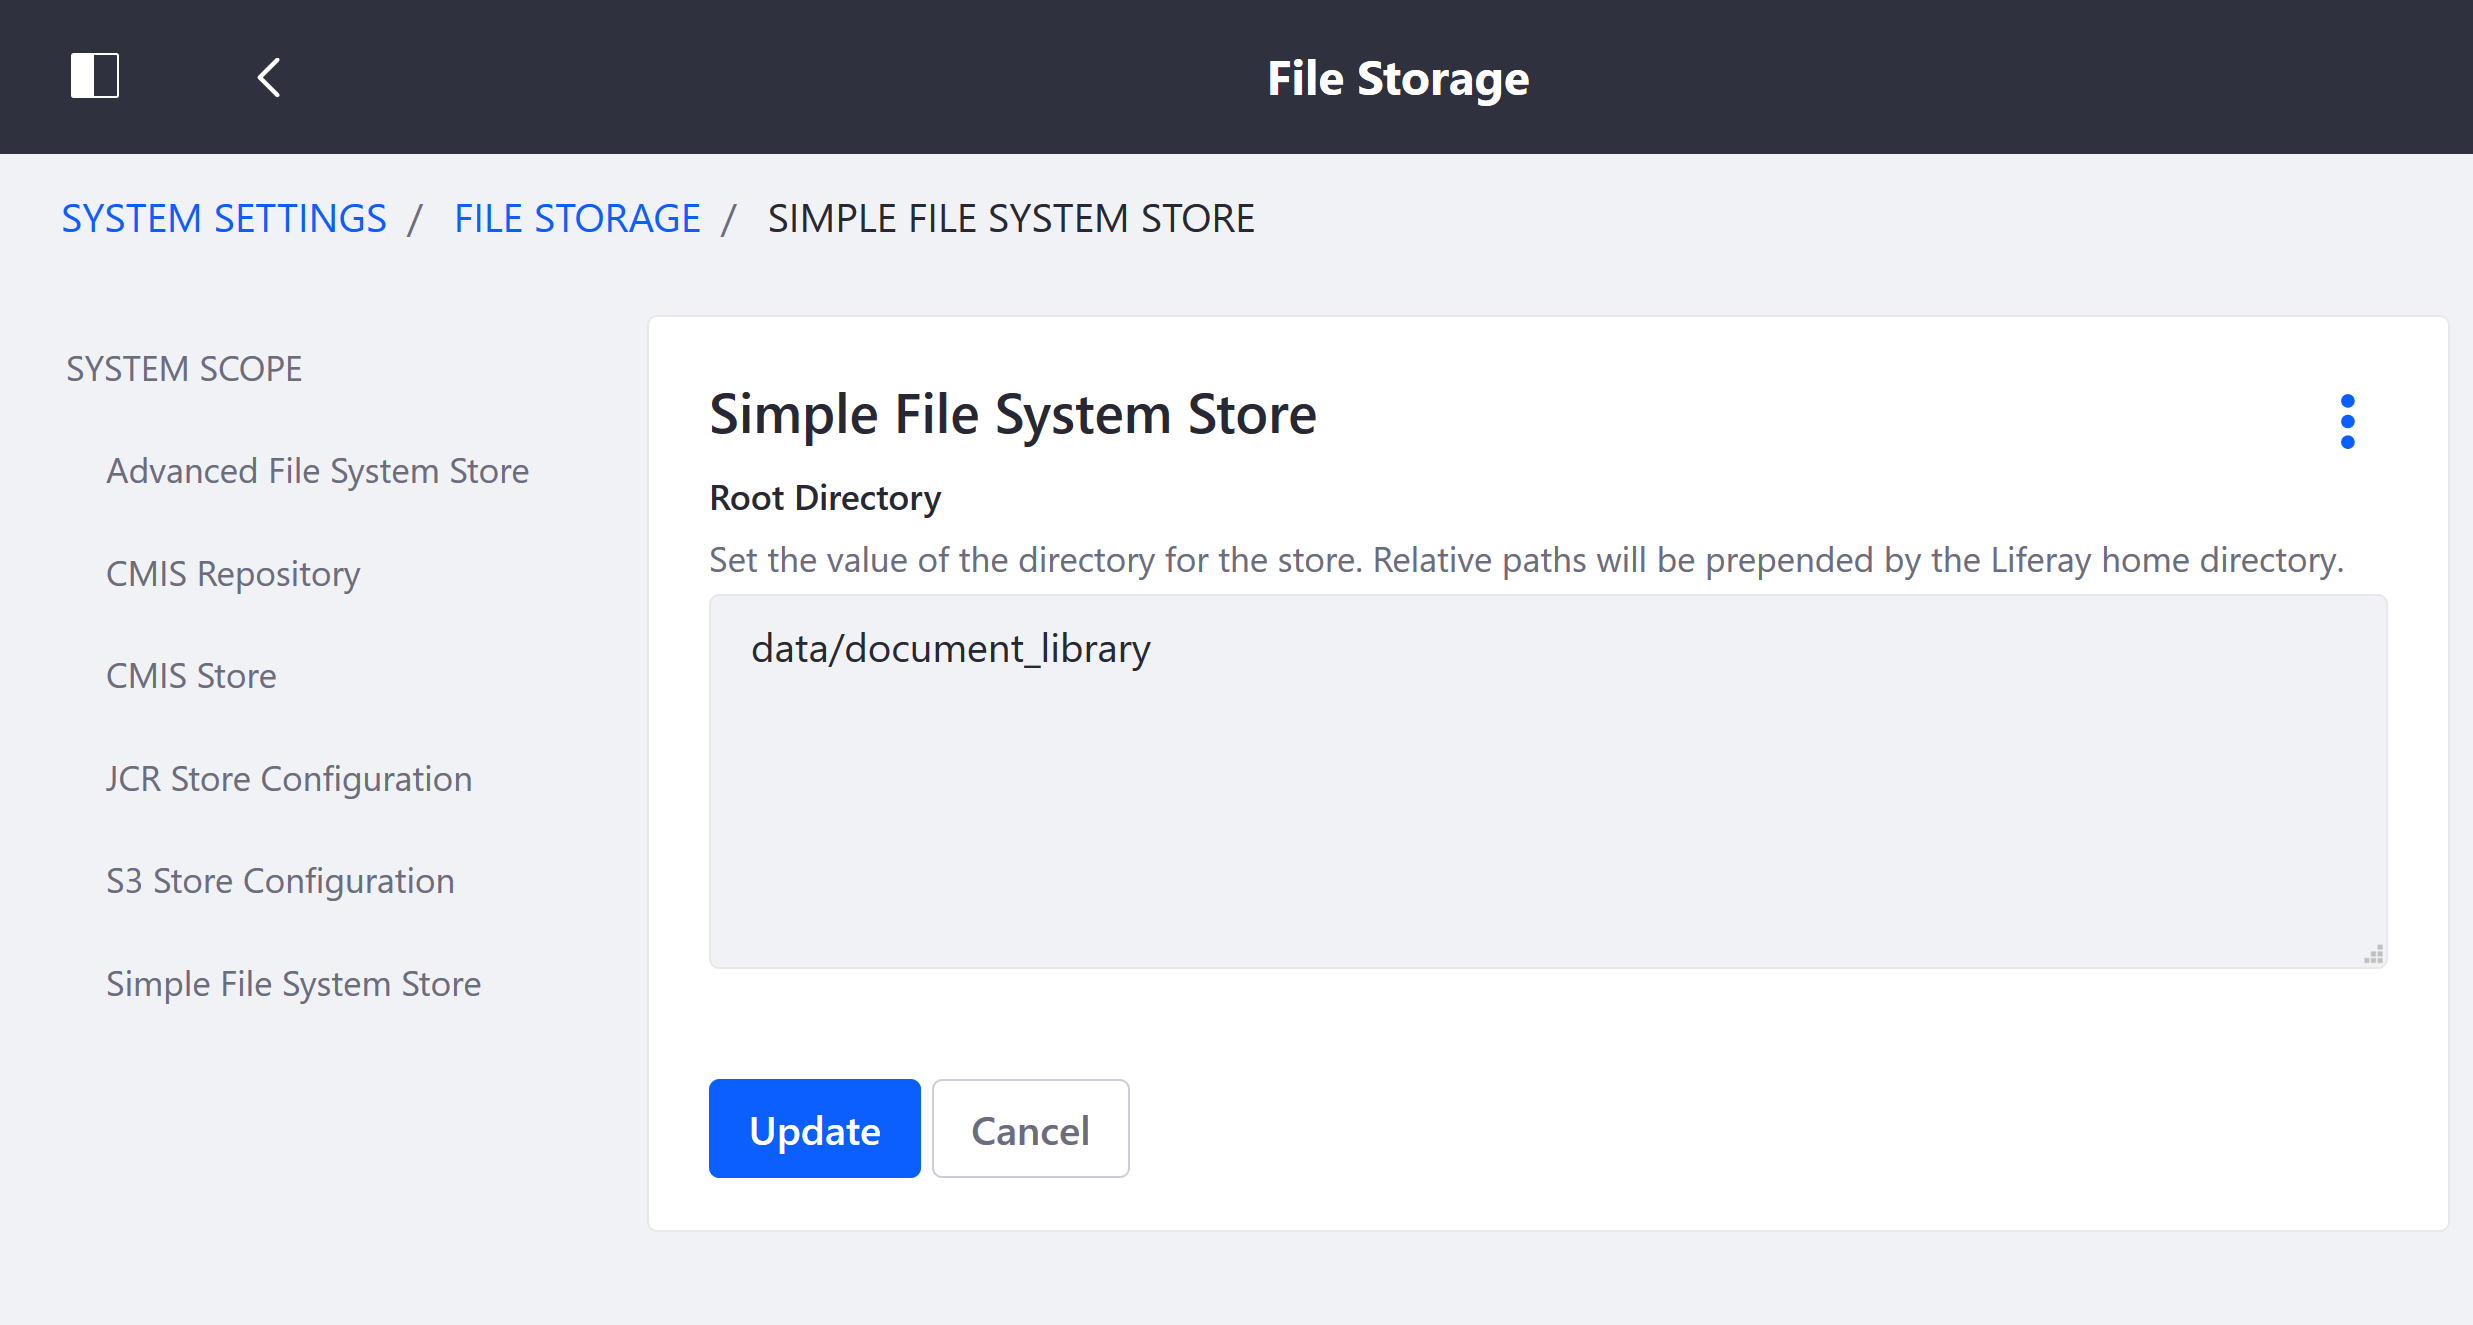 File Storage
SYSTEM SETTINGS / FILE STORAGE / SIMPLE FILE SYSTEM STORE
SYSTEM SCOPE
Advanced File System Store
CMIS Repository
CMIS Store
JCR Store Configuration
S3 Store Configuration
Simple File System Store
Simple File System Store
Root Directory
Set the value of the directory for the store. Relative paths will be prepended by the Liferay home directory.
data/document_library
Update
Cancel